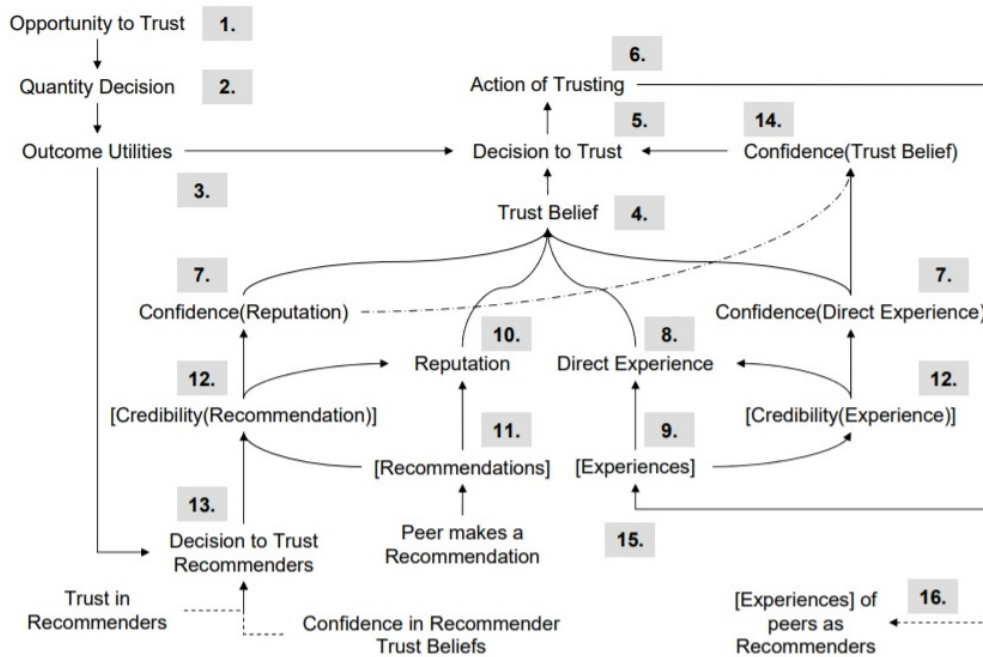 Opportunity to Trust 1.
Quantity Decision 2.
6.
Action of Trusting
5.
14.
Outcome Utilities
Decision to Trust
Confidence(Trust Belief)
3.
Trust Belief 4.
7.
7.
Confidence(Reputation)
Confidence(Direct Experience)
10.
8.
Reputation
Direct Experience
12.
12.
[Credibility(Recommendation)]
[Credibility(Experience)]
11.
9.
[Recommendations]
[Experiences]
13.
Decision to Trust
Recommenders
Peer makes a
Recommendation
15.
Trust in
Recommenders
Confidence in Recommender
Trust Beliefs
[Experiences] of
peers as
Recommenders
16.